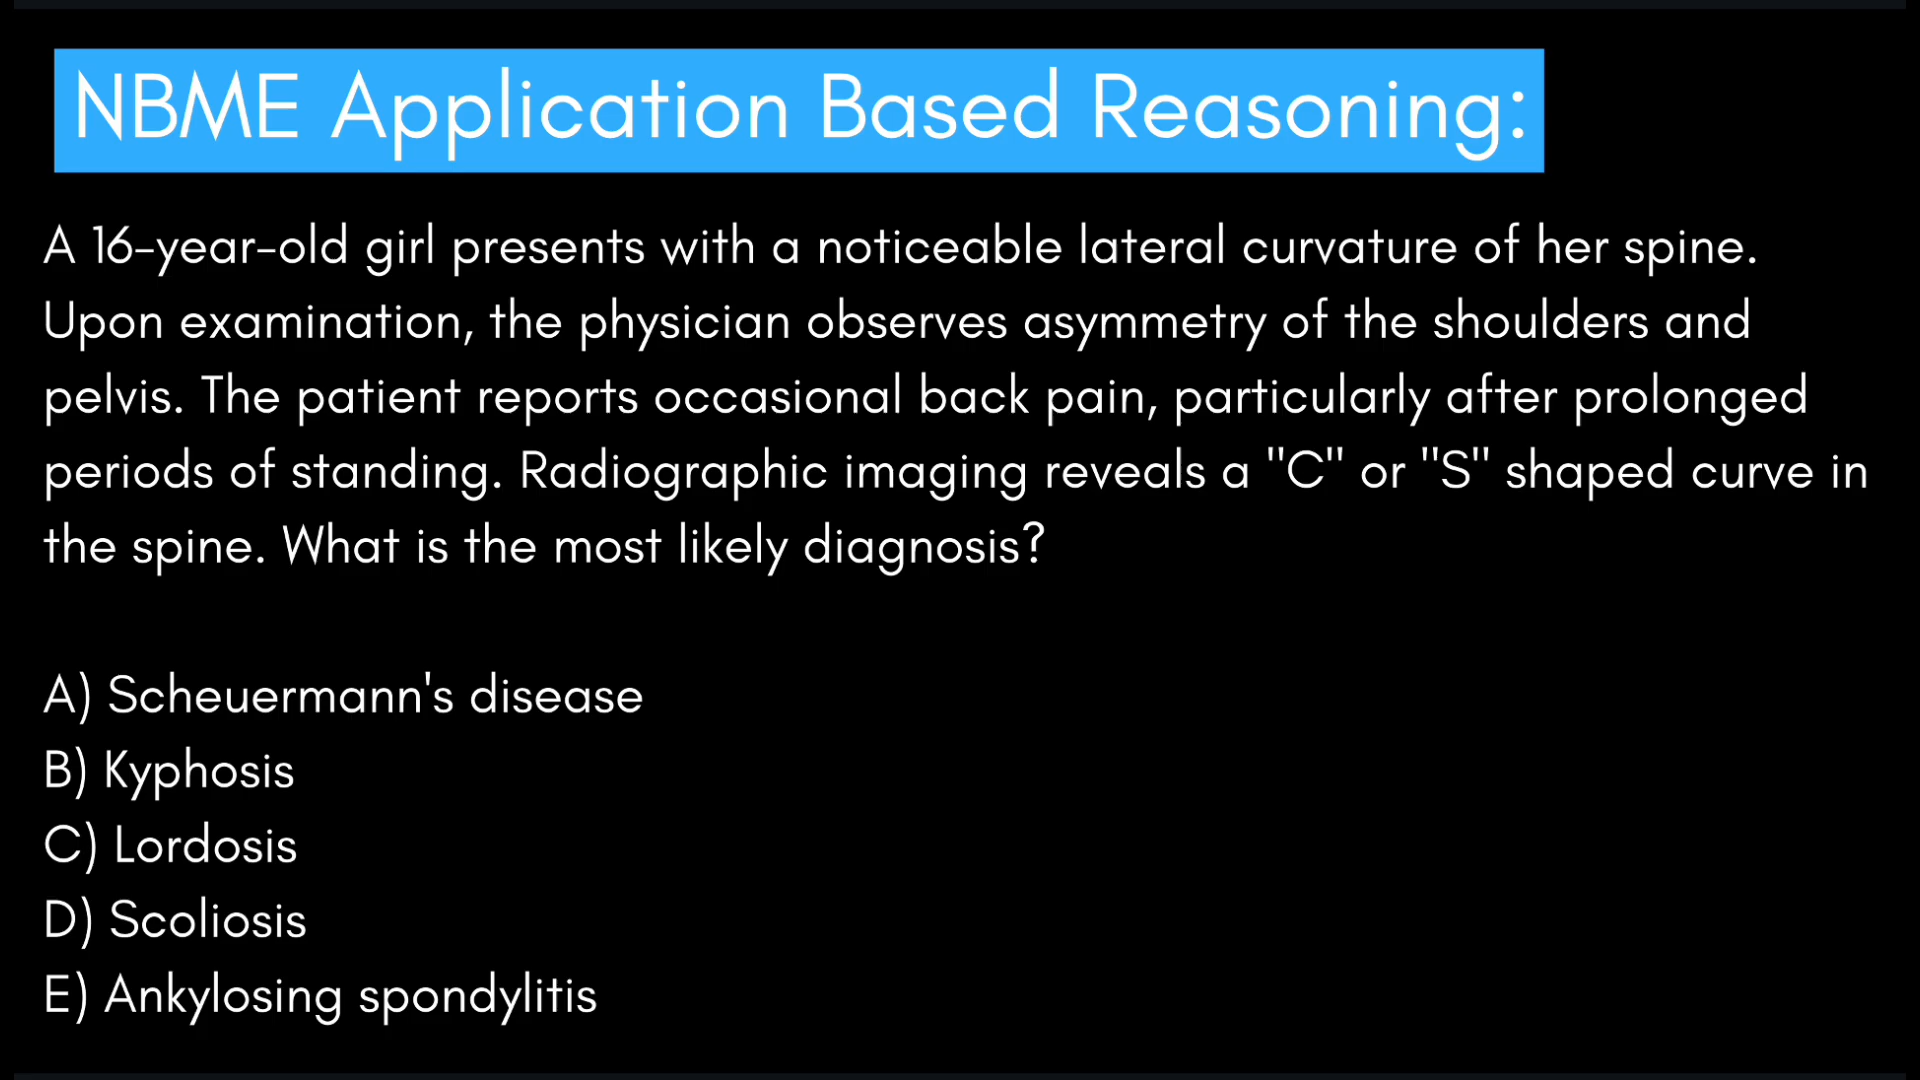 NBME Application Based Reasoning:
A 16-year-old girl presents with a noticeable lateral curvature of her spine.
Upon examination, the physician observes asymmetry of the shoulders and
pelvis. The patient reports occasional back pain, particularly after prolonged
periods of standing. Radiographic imaging reveals a "C" or "S" shaped curve in
the spine. What is the most likely diagnosis?
A) Scheuermann's disease
B) Kyphosis
C) Lordosis
D) Scoliosis
E) Ankylosing spondylitis